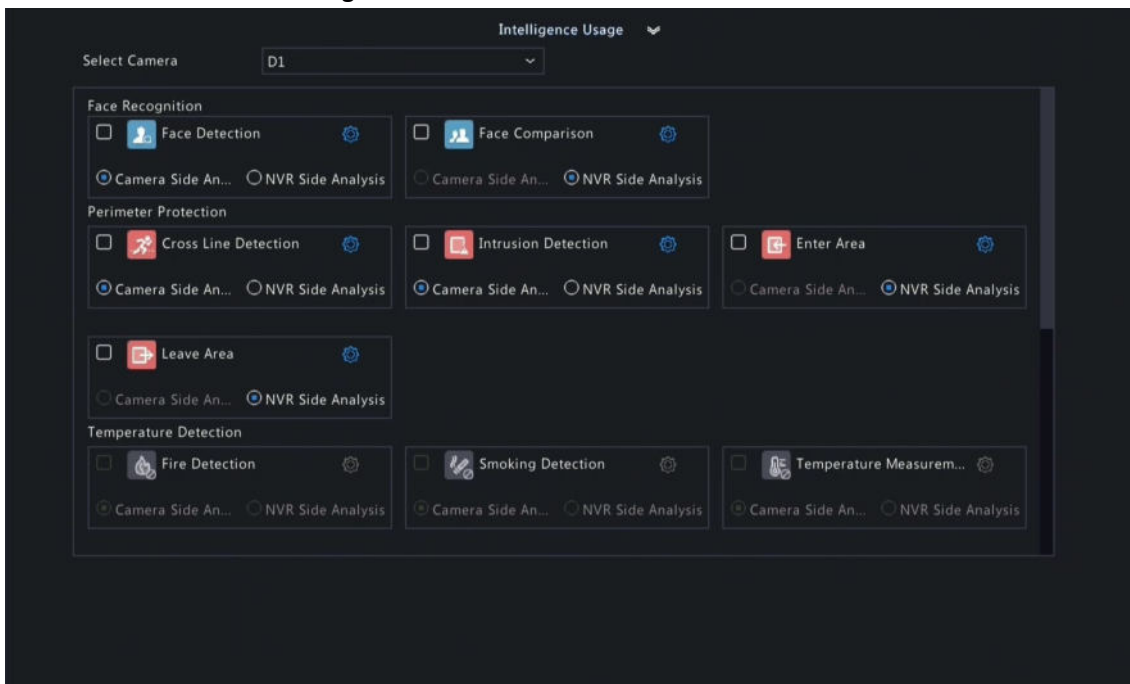 Intelligence Usage
Select Camera D1
Face Recognition
Face Detection Face Comparison
Camera Side An... NVR Side Analysis Camera Side An... NVR Side Analysis
Perimeter Protection
Cross Line Detection Intrusion Detection Enter Area
Camera Side An... NVR Side Analysis Camera Side An... NVR Side Analysis Camera Side An... NVR Side Analysis
Leave Area
Camera Side An... NVR Side Analysis
Temperature Detection
Fire Detection Smoking Detection Temperature Measurem...
Camera Side An... NVR Side Analysis Camera Side An... NVR Side Analysis Camera Side An... NVR Side Analysis